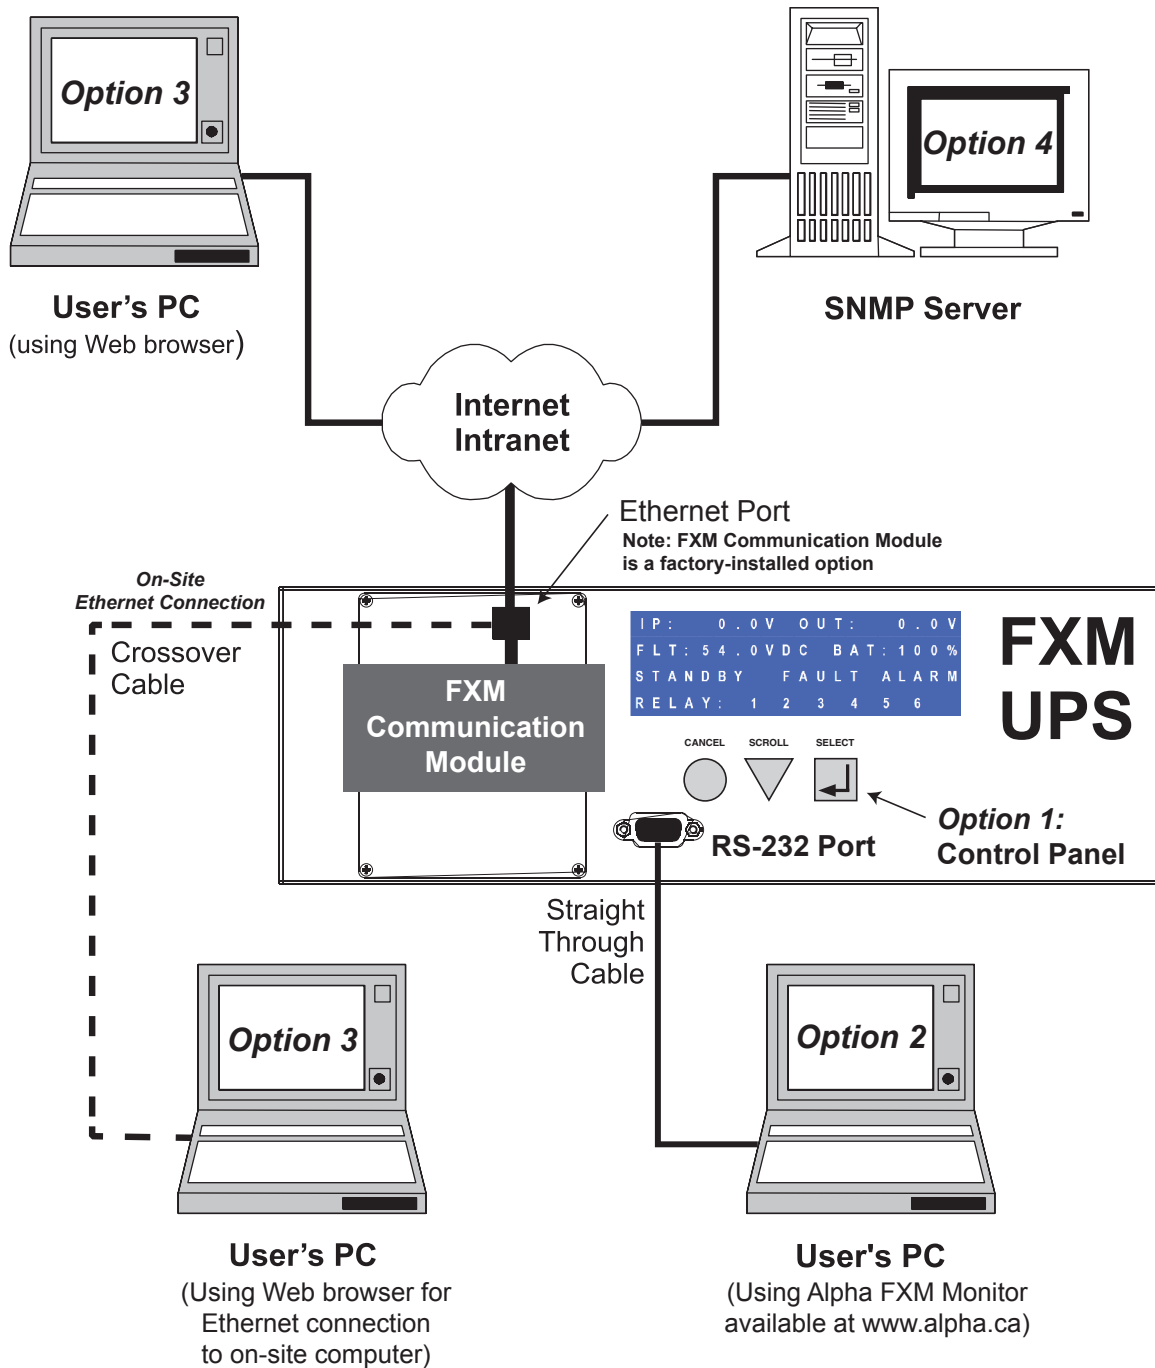 Option 3
Option 4
User’s PC
(using Web browser)
SNMP Server
Internet
Intranet
Ethernet Port
Note: FXM Communication Module
is a factory-installed option
On-Site
Ethernet Connection
Crossover
Cable
FXM
Communication
Module
IP: 0.0V OUT: 0.0V
FLT:54.0VDC BAT:100%
STANDBY FAULT ALARM
RELAY: 1 2 3 4 5 6
FXM
UPS
CANCEL SCROLL SELECT
Option 1:
Control Panel
RS-232 Port
Straight
Through
Cable
Option 3
Option 2
User’s PC
(Using Web browser for
Ethernet connection
to on-site computer)
User's PC
(Using Alpha FXM Monitor
available at www.alpha.ca)